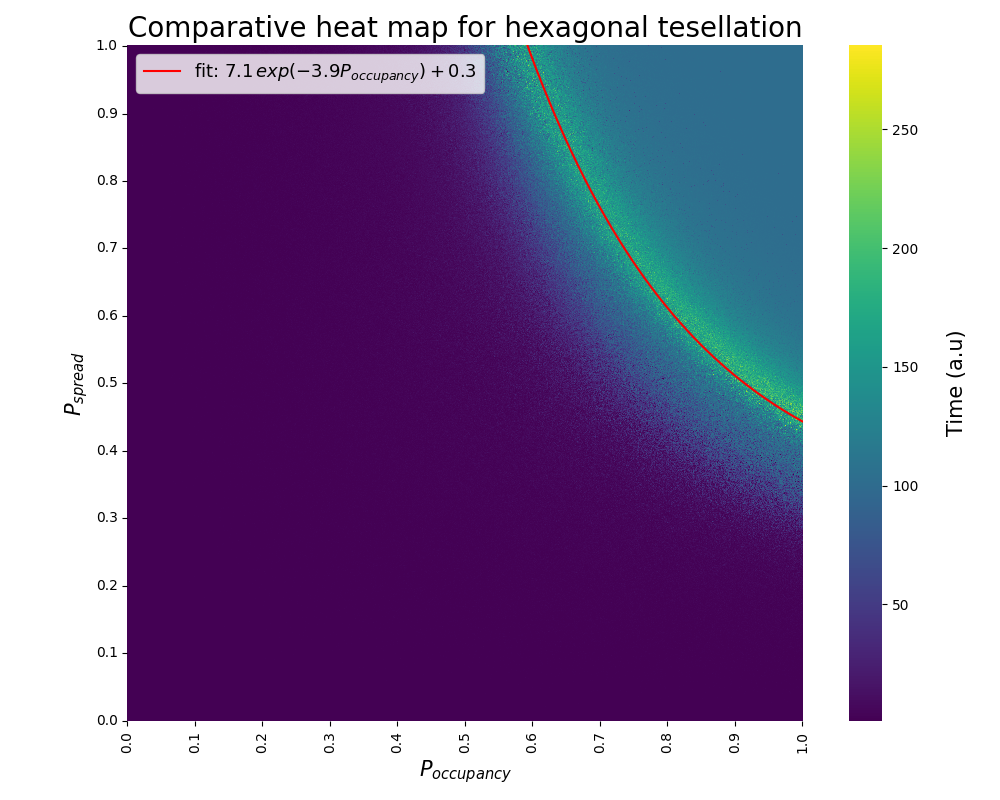 Comparative heat map for hexagonal tesellation
fit: 7.1 exp(−3.9P_occupancy) + 0.3
1.0
0.9
0.8
0.7
0.6
0.5
0.4
0.3
0.2
0.1
0.0
P_spread
0.0 0.1 0.2 0.3 0.4 0.5 0.6 0.7 0.8 0.9 1.0
P_occupancy
250
200
150
100
50
Time (a.u)